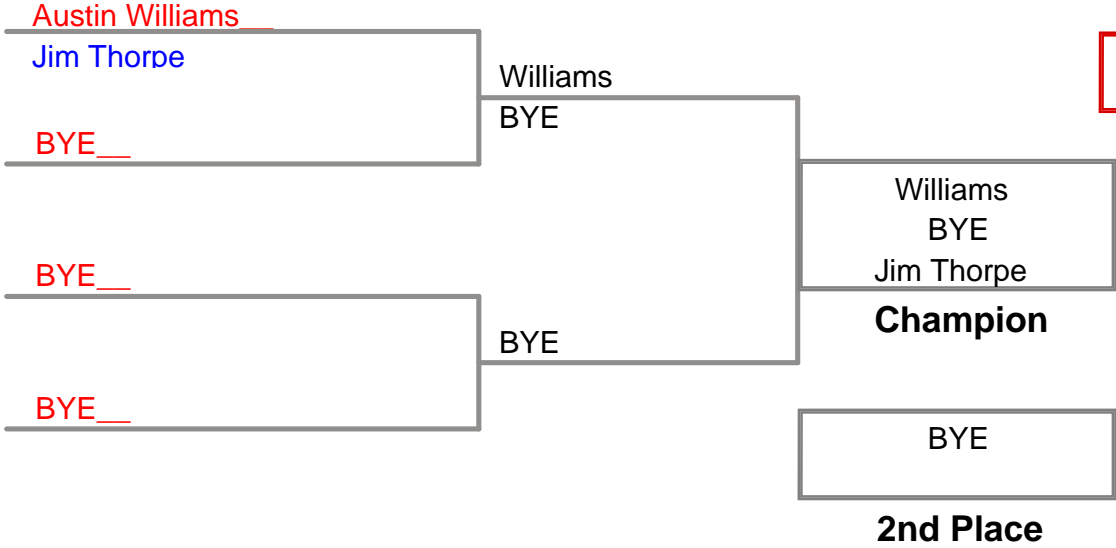 Austin Williams__
Jim Thorpe
Williams
BYE
BYE__
Williams
BYE
Jim Thorpe
Champion
BYE__
BYE
BYE__
BYE
2nd Place